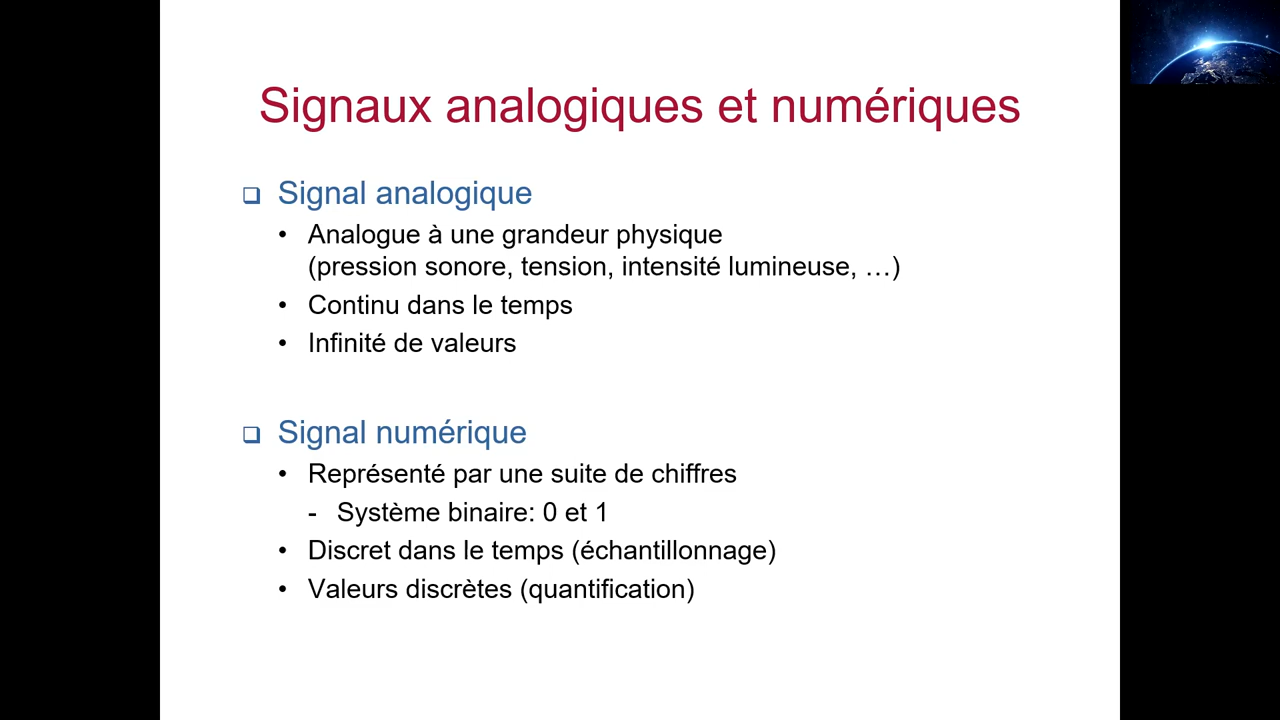 Signaux analogiques et numériques
❑ Signal analogique
• Analogue à une grandeur physique
(pression sonore, tension, intensité lumineuse, …)
• Continu dans le temps
• Infinité de valeurs
❑ Signal numérique
• Représenté par une suite de chiffres
- Système binaire: 0 et 1
• Discret dans le temps (échantillonnage)
• Valeurs discrètes (quantification)